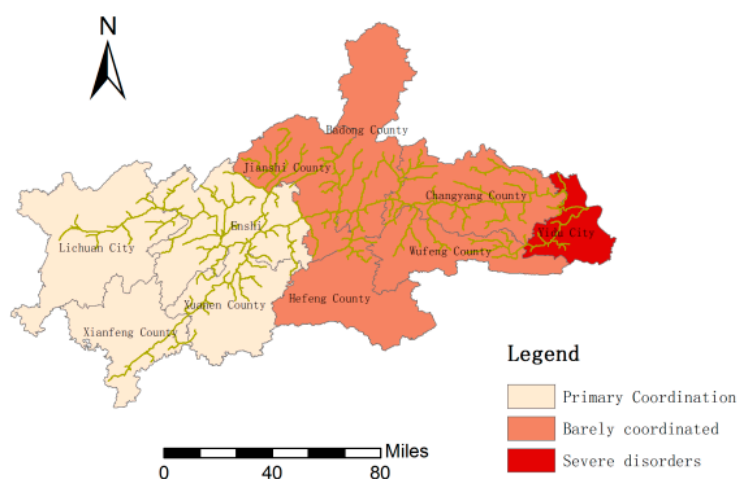 N
Badong County
Jianshi County
Changyang County
Enshi
Yidu City
Lichuan City
Wufeng County
Hefeng County
Xuanen County
Xianfeng County
Legend
Primary Coordination
Barely coordinated
Severe disorders
Miles
0 40 80